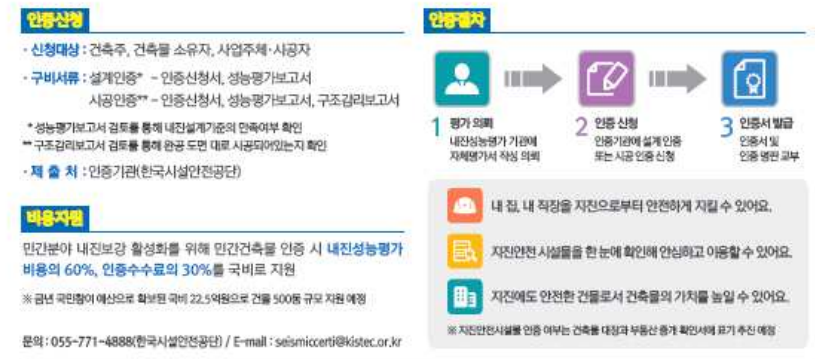 인증신청
· 신청대상 : 건축주, 건축물 소유자, 사업주체·시공자
· 구비서류 : 설계인증* - 인증신청서, 성능평가보고서
시공인증** - 인증신청서, 성능평가보고서, 구조감리보고서
* 성능평가보고서 검토를 통해 내진설계기준의 만족여부 확인
** 구조감리보고서 검토를 통해 완공 도면 대로 시공되어있는지 확인
· 제 출 처 : 인증기관(한국시설안전공단)
비용지원
민간분야 내진보강 활성화를 위해 민간건축물 인증 시 내진성능평가
비용의 60%, 인증수수료의 30%를 국비로 지원
※ 금년 국민참여 예산으로 확보된 국비 22.5억원으로 건물 500동 규모 지원 예정
문의 : 055-771-4888(한국시설안전공단) / E-mail : seismiccerti@kistec.or.kr
인증절차
1 평가 의뢰
내진성능평가 기관에
자체평가서 작성 의뢰
2 인증 신청
인증기관에 설계 인증
또는 시공 인증 신청
3 인증서 발급
인증서 및
인증 명판 교부
내 집, 내 직장을 지진으로부터 안전하게 지킬 수 있어요.
지진안전 시설물을 한 눈에 확인해 안심하고 이용할 수 있어요.
지진에도 안전한 건물로서 건축물의 가치를 높일 수 있어요.
※ 지진안전시설물 인증 여부는 건축물 대장과 부동산 중개 확인서에 표기 추진 예정